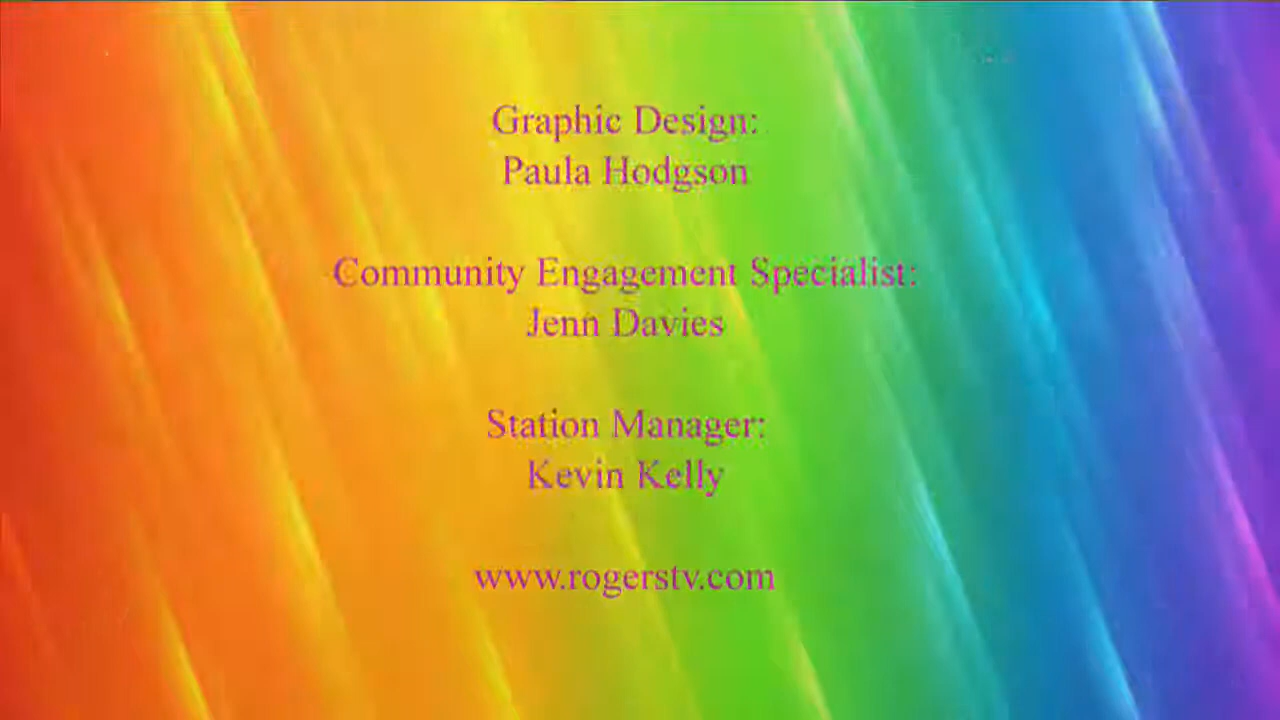 Graphic Design:
Paula Hodgson
Community Engagement Specialist:
Jenn Davies
Station Manager:
Kevin Kelly
www.rogerstv.com